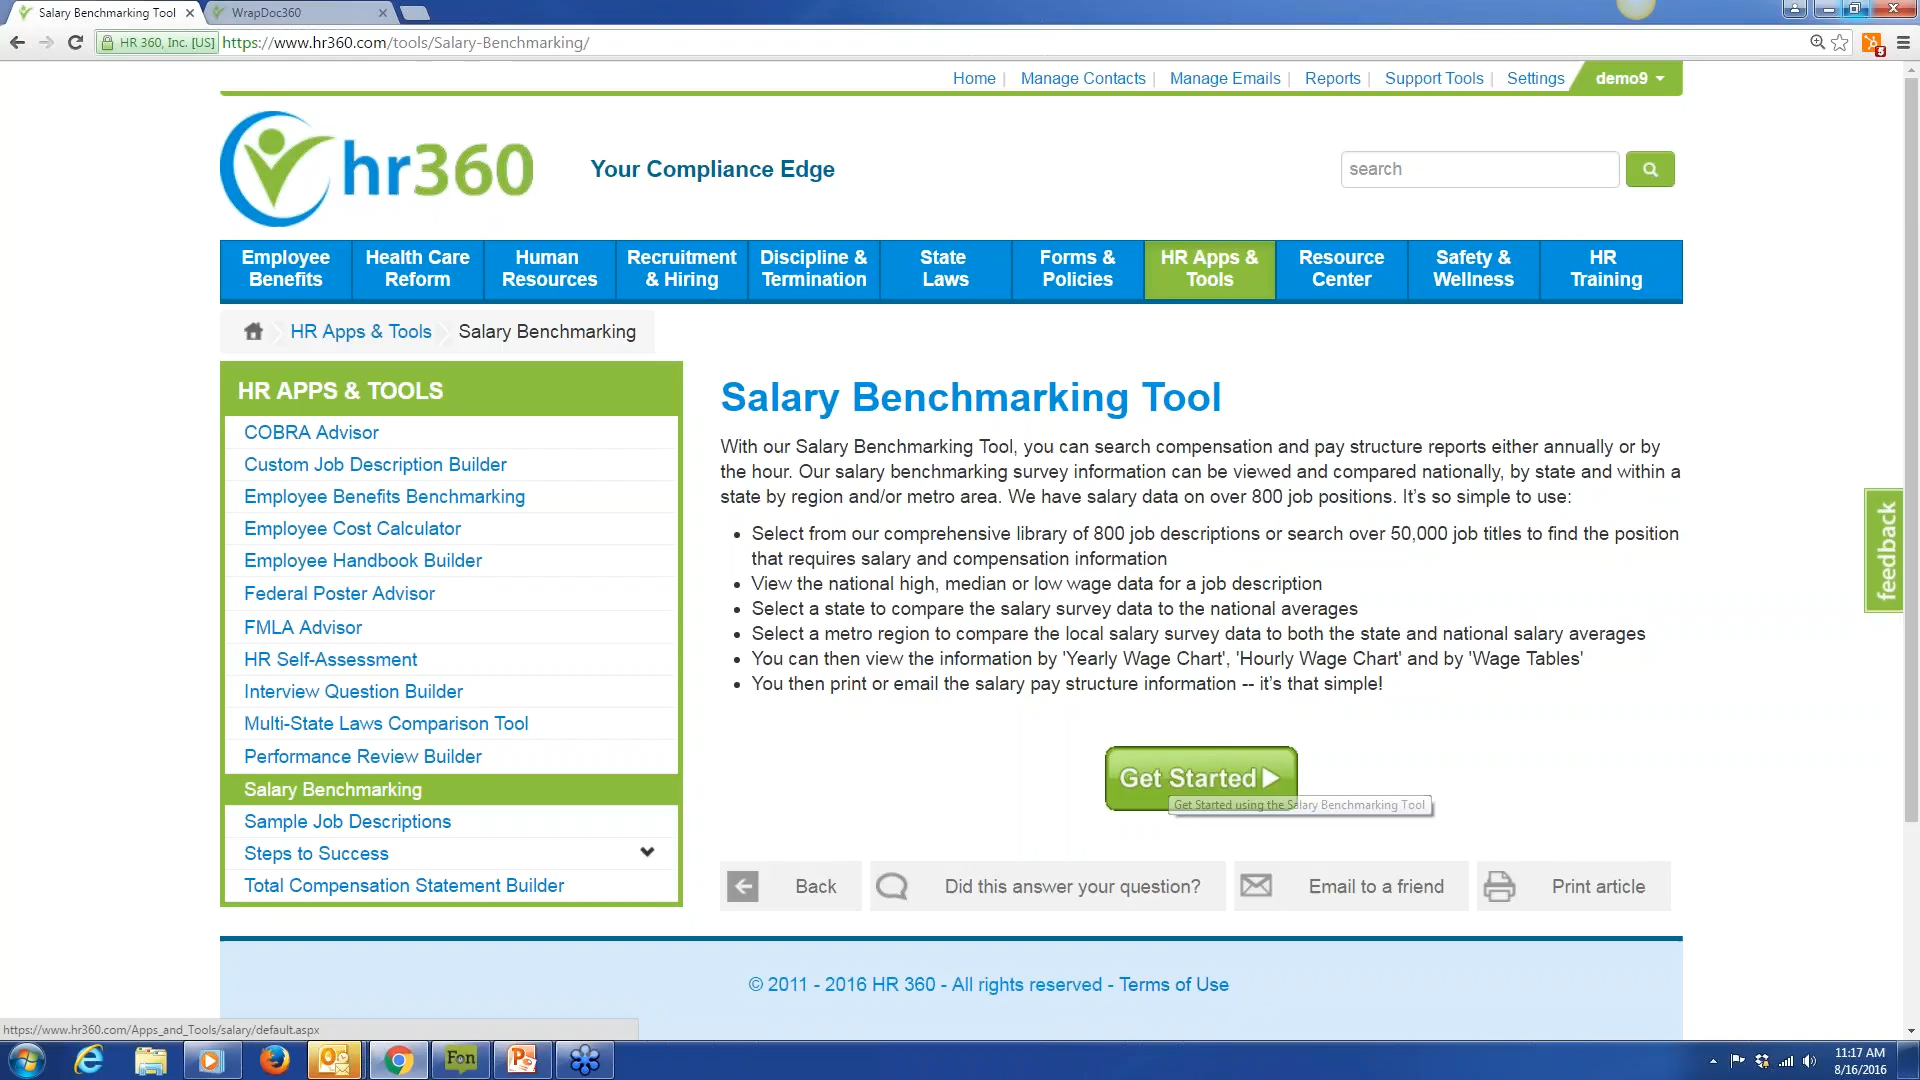 Salary Benchmarking Tool
WrapDoc360
HR 360, Inc. [US]
https://www.hr360.com/tools/Salary-Benchmarking/
Home | Manage Contacts | Manage Emails | Reports | Support Tools | Settings
demo9
hr360
Your Compliance Edge
search
Employee Benefits
Health Care Reform
Human Resources
Recruitment & Hiring
Discipline & Termination
State Laws
Forms & Policies
HR Apps & Tools
Resource Center
Safety & Wellness
HR Training
HR Apps & Tools
Salary Benchmarking
HR APPS & TOOLS
COBRA Advisor
Custom Job Description Builder
Employee Benefits Benchmarking
Employee Cost Calculator
Employee Handbook Builder
Federal Poster Advisor
FMLA Advisor
HR Self-Assessment
Interview Question Builder
Multi-State Laws Comparison Tool
Performance Review Builder
Salary Benchmarking
Sample Job Descriptions
Steps to Success
Total Compensation Statement Builder
Salary Benchmarking Tool
With our Salary Benchmarking Tool, you can search compensation and pay structure reports either annually or by
the hour. Our salary benchmarking survey information can be viewed and compared nationally, by state and within a
state by region and/or metro area. We have salary data on over 800 job positions. It’s so simple to use:
• Select from our comprehensive library of 800 job descriptions or search over 50,000 job titles to find the position
that requires salary and compensation information
• View the national high, median or low wage data for a job description
• Select a state to compare the salary survey data to the national averages
• Select a metro region to compare the local salary survey data to both the state and national salary averages
• You can then view the information by 'Yearly Wage Chart', 'Hourly Wage Chart' and by 'Wage Tables'
• You then print or email the salary pay structure information -- it’s that simple!
Get Started
Get Started using the Salary Benchmarking Tool
feedback
Back
Did this answer your question?
Email to a friend
Print article
© 2011 - 2016 HR 360 - All rights reserved - Terms of Use
https://www.hr360.com/Apps_and_Tools/salary/default.aspx
Fon
11:17 AM
8/16/2016